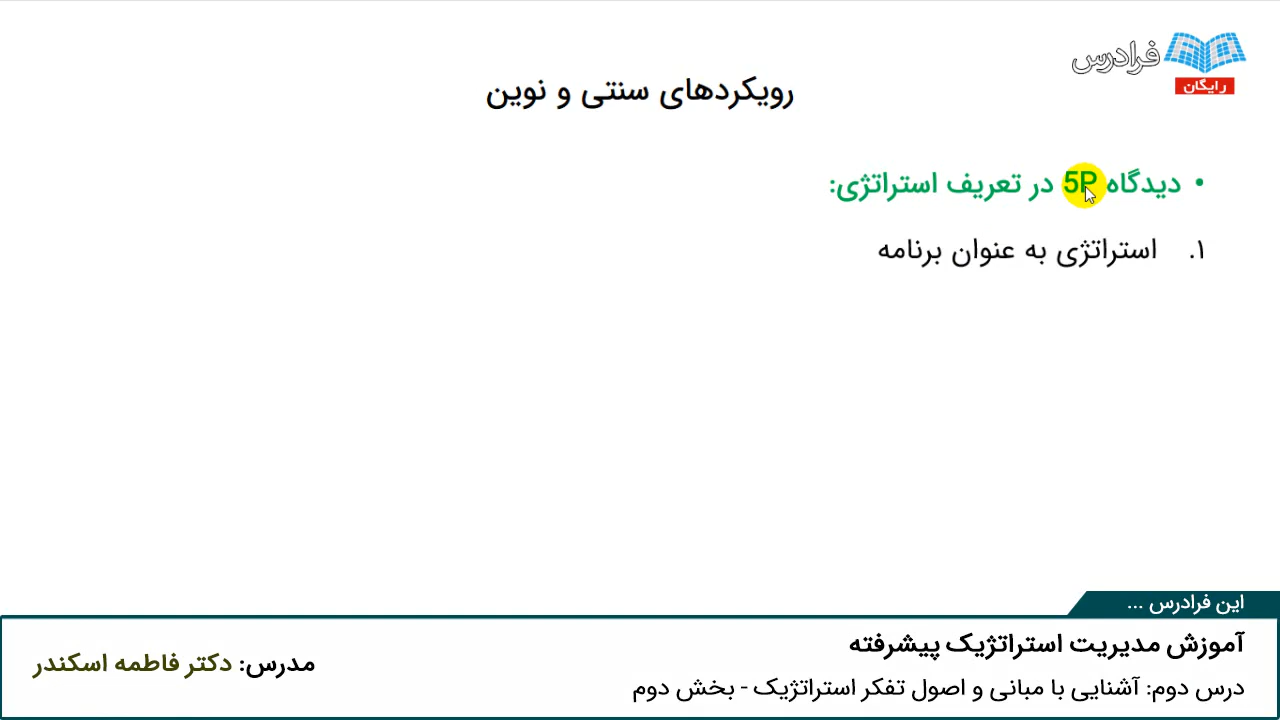 فرادرس
رایگان
رویکردهای سنتی و نوین
• دیدگاه 5P در تعریف استراتژی:
۱. استراتژی به عنوان برنامه
این فرادرس ...
آموزش مدیریت استراتژیک پیشرفته
درس دوم: آشنایی با مبانی و اصول تفکر استراتژیک - بخش دوم
مدرس: دکتر فاطمه اسکندر